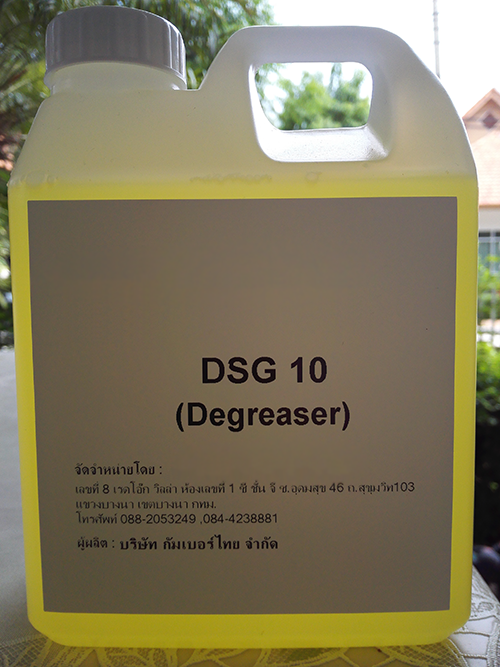 DSG 10
(Degreaser)
จัดจำหน่ายโดย :
เลขที่ 8 เรดโอ๊ก วิลล่า ห้องเลขที่ 1 ซี ชั้น จี ซ.อุดมสุข 46 ถ.สุขุมวิท103
แขวงบางนา เขตบางนา กทม.
โทรศัพท์ 088-2053249 ,084-4238881
ผู้ผลิต : บริษัท กัมเบอร์ไทย จำกัด